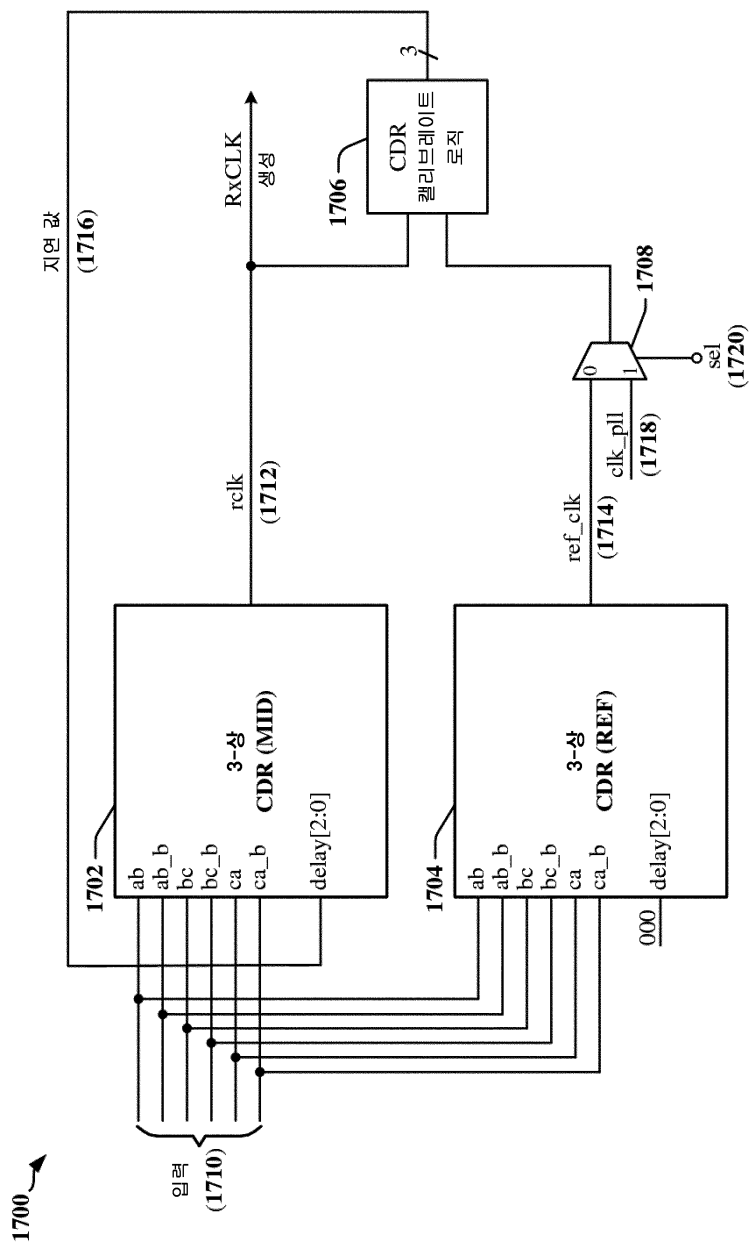 1700
입력
(1710)
1702
ab
ab_b
bc
bc_b
ca
ca_b
delay[2:0]
3-상
CDR (MID)
지연 값
(1716)
rclk
(1712)
RxCLK
생성
1706
CDR
캘리브레이트
로직
3
1704
ab
ab_b
bc
bc_b
ca
ca_b
delay[2:0]
000
3-상
CDR (REF)
ref_clk
(1714)
clk_pll
(1718)
0
1
1708
sel
(1720)